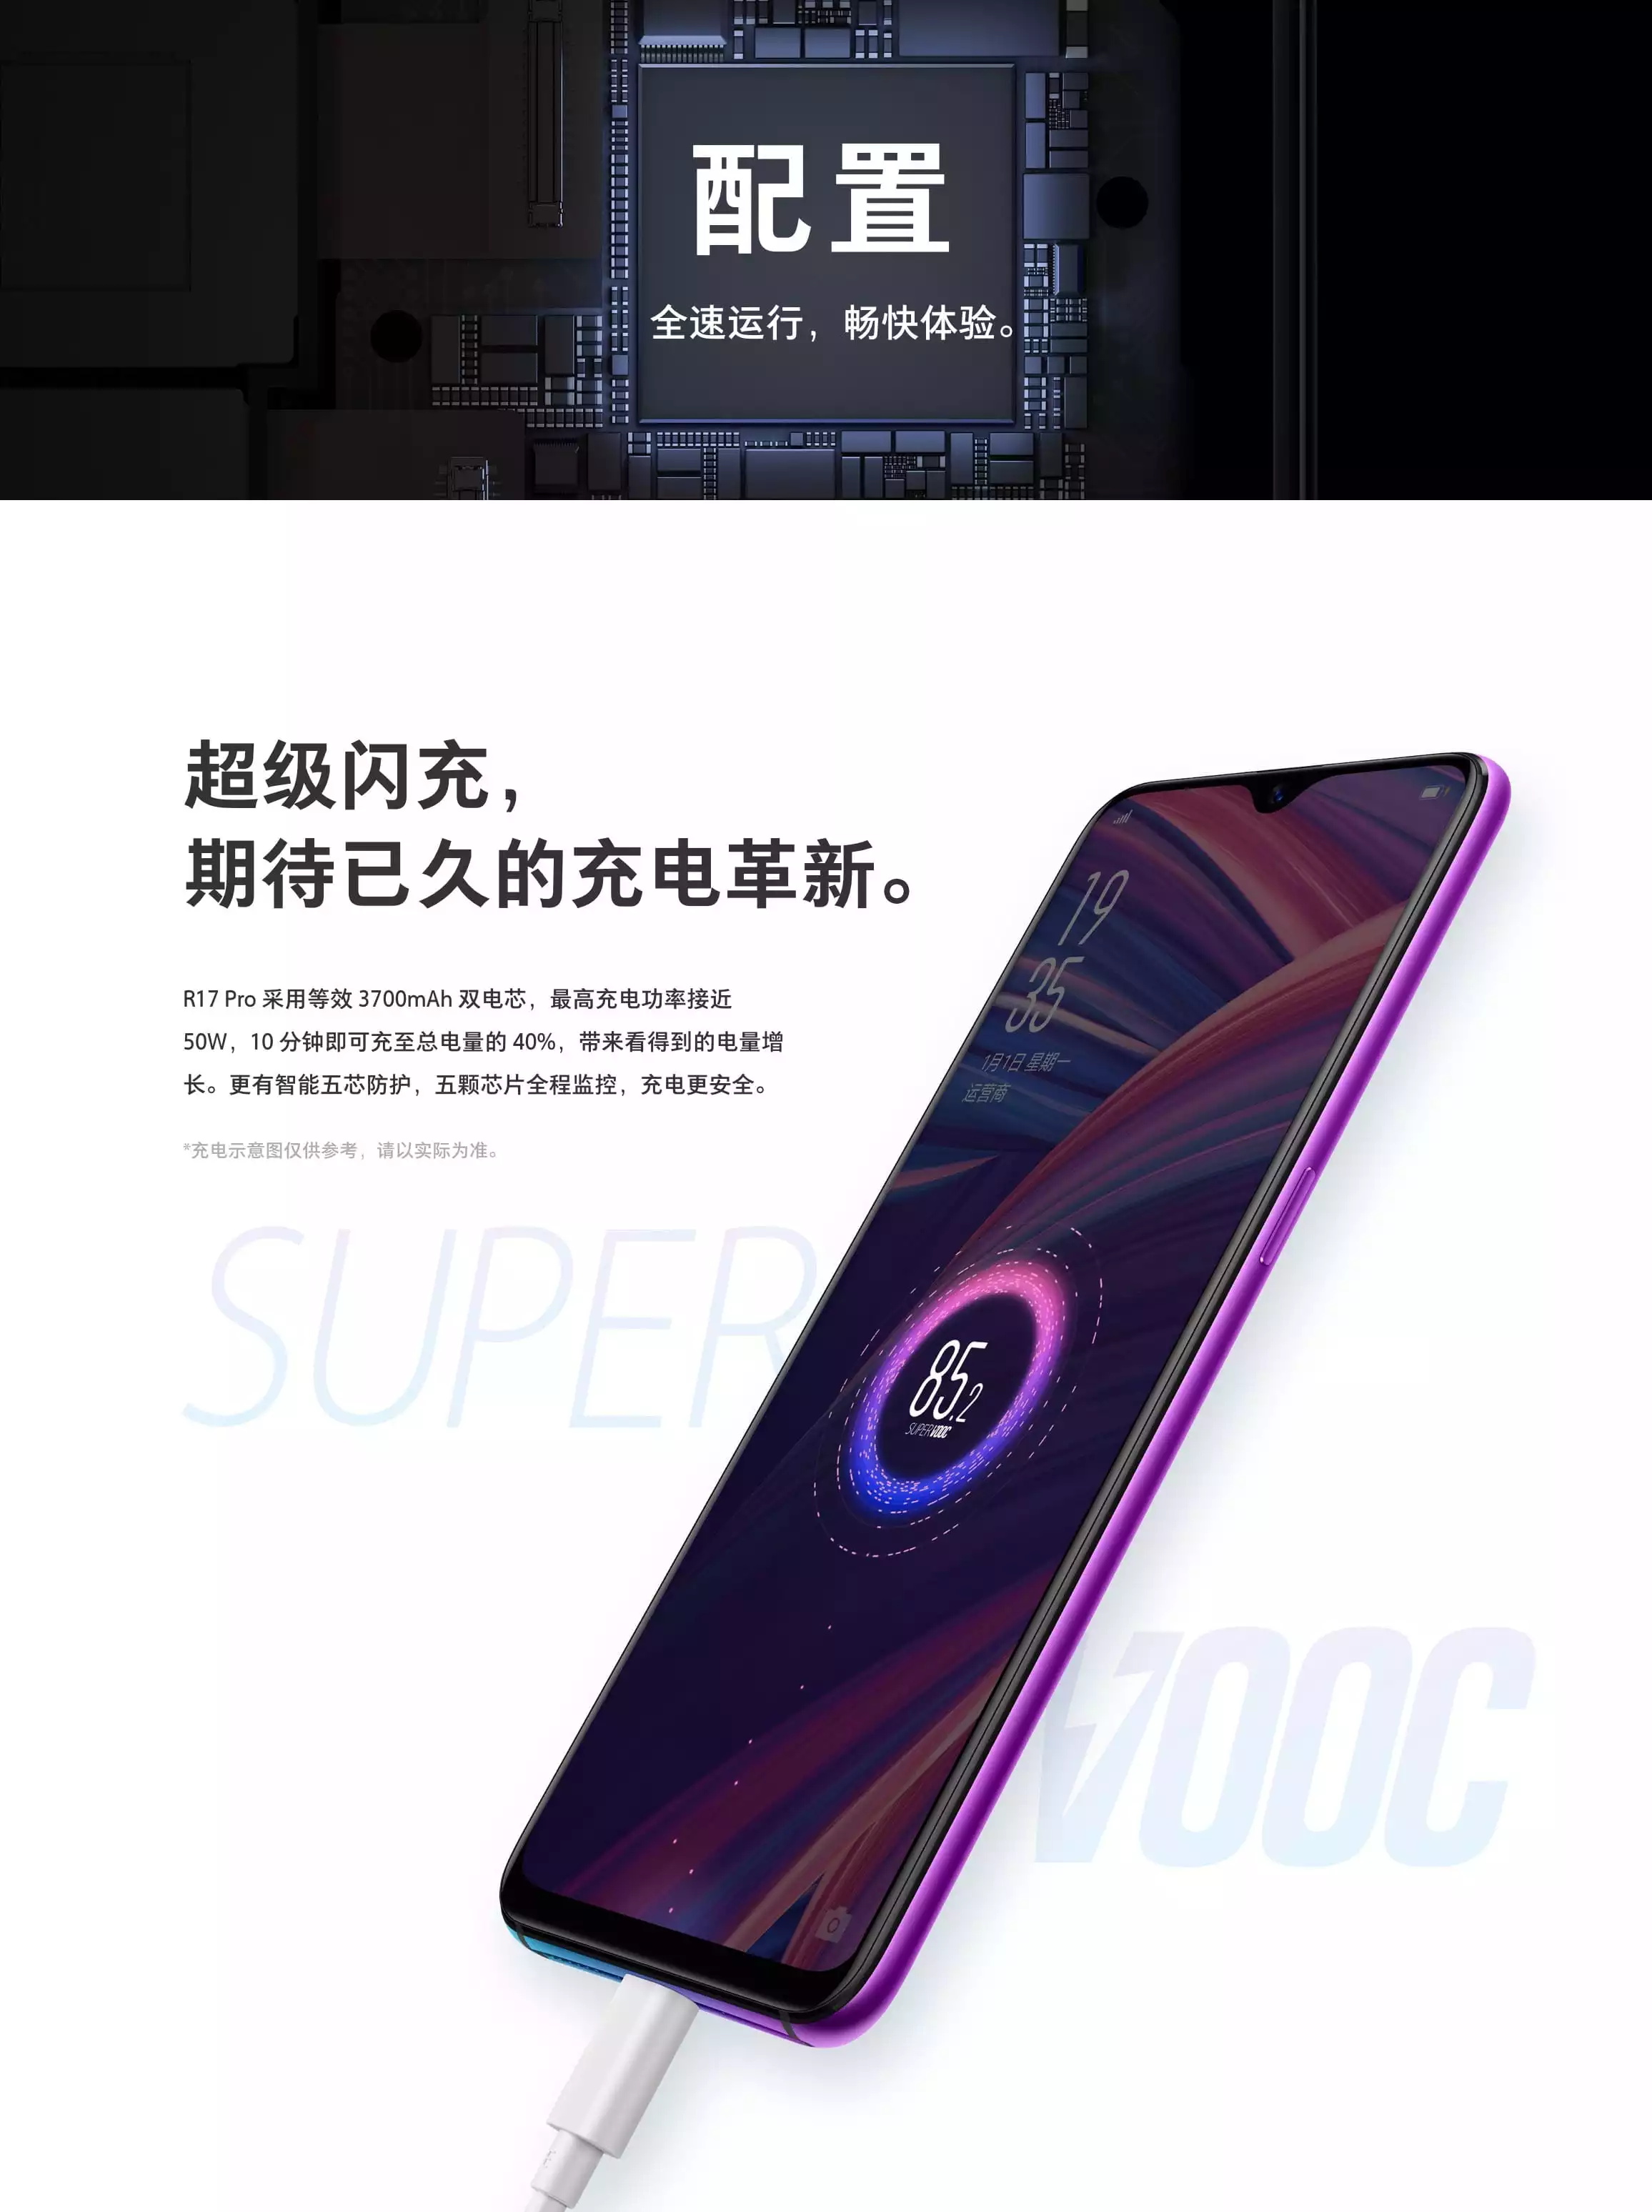 配置
全速运行，畅快体验。
超级闪充，
期待已久的充电革新。
R17 Pro 采用等效 3700mAh 双电芯，最高充电功率接近
50W，10 分钟即可充至总电量的 40%，带来看得到的电量增
长。更有智能五芯防护，五颗芯片全程监控，充电更安全。
*充电示意图仅供参考，请以实际为准。
19
35
1月1日 星期一
运营商
SUPER
85.2
SUPERVOOC
VOOC